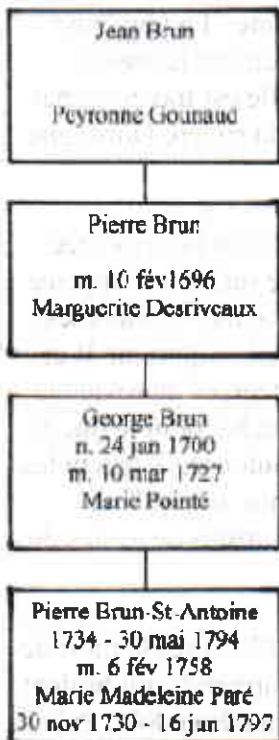 Jean Brun
Peyronne Gounaud
Pierre Brun
m. 10 fév1696
Marguerite Desriveaux
George Brun
n. 24 jan 1700
m. 10 mar 1727
Marie Pointé
Pierre Brun-St-Antoine
1734 - 30 mai 1794
m. 6 fév 1758
Marie Madeleine Paré
30 nov 1730 - 16 jan 1797